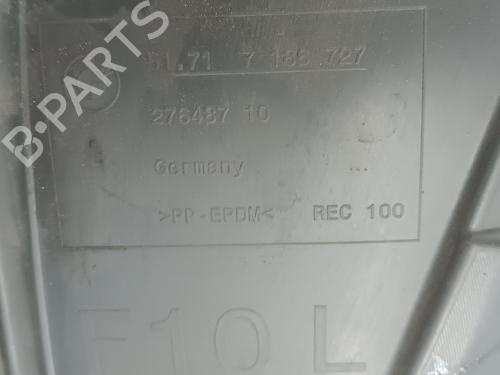 B-PARTS
51.71 7 185 727
276487 10
Germany ...
>PP-EPDM< REC 100
F10 L